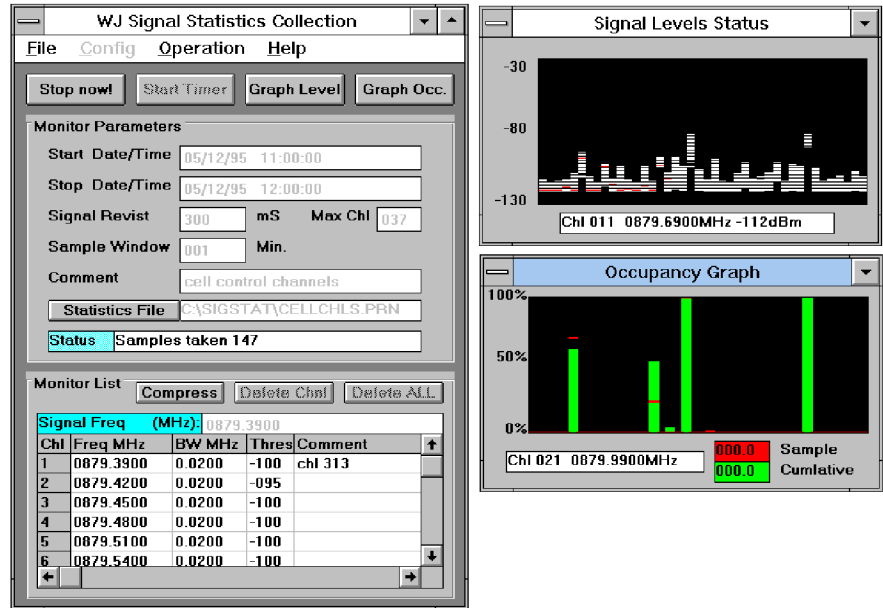 WJ Signal Statistics Collection
File Config Operation Help
Stop now! Start Timer Graph Level Graph Occ.
Monitor Parameters
Start Date/Time 05/12/95 11:00:00
Stop Date/Time 05/12/95 12:00:00
Signal Revist 300 mS Max Chl 037
Sample Window 001 Min.
Comment cell control channels
Statistics File C:\SIGSTAT\CELLCHLS.PRN
Status Samples taken 147
Monitor List Compress Delete Chnl Delete ALL
Signal Freq (MHz): 0879.3900
Chl Freq MHz BW MHz Thres Comment
1 0879.3900 0.0200 -100 chl 313
2 0879.4200 0.0200 -095
3 0879.4500 0.0200 -100
4 0879.4800 0.0200 -100
5 0879.5100 0.0200 -100
6 0879.5400 0.0200 -100
Signal Levels Status
-30
-80
-130
Chl 011 0879.6900MHz -112dBm
Occupancy Graph
100%
50%
0%
Chl 021 0879.9900MHz
000.0 Sample
000.0 Cumlative